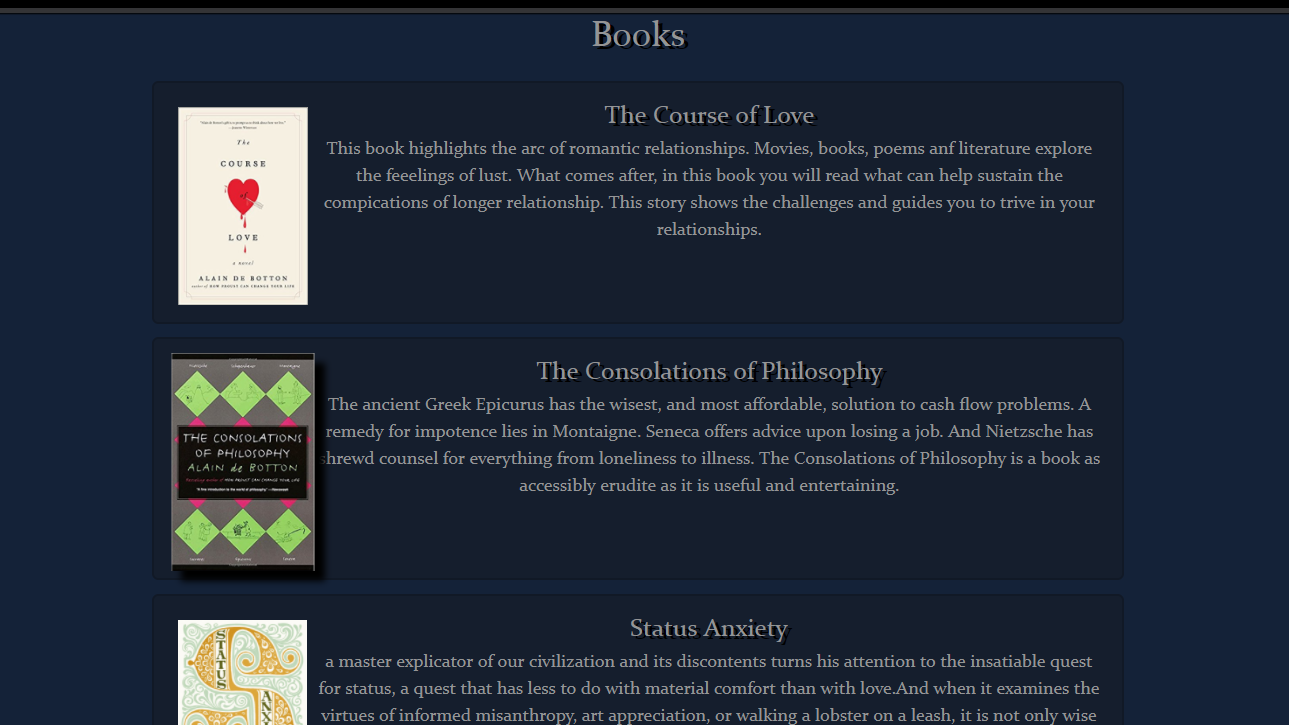 Books
The Course of Love
This book highlights the arc of romantic relationships. Movies, books, poems anf literature explore
the feeelings of lust. What comes after, in this book you will read what can help sustain the
compications of longer relationship. This story shows the challenges and guides you to trive in your
relationships.
The
COURSE
of
LOVE
a novel
ALAIN DE BOTTON
author of HOW PROUST CAN CHANGE YOUR LIFE
The Consolations of Philosophy
The ancient Greek Epicurus has the wisest, and most affordable, solution to cash flow problems. A
remedy for impotence lies in Montaigne. Seneca offers advice upon losing a job. And Nietzsche has
shrewd counsel for everything from loneliness to illness. The Consolations of Philosophy is a book as
accessibly erudite as it is useful and entertaining.
THE CONSOLATIONS
OF PHILOSOPHY
ALAIN de BOTTON
Status Anxiety
a master explicator of our civilization and its discontents turns his attention to the insatiable quest
for status, a quest that has less to do with material comfort than with love.And when it examines the
virtues of informed misanthropy, art appreciation, or walking a lobster on a leash, it is not only wise
STATUS
ANX